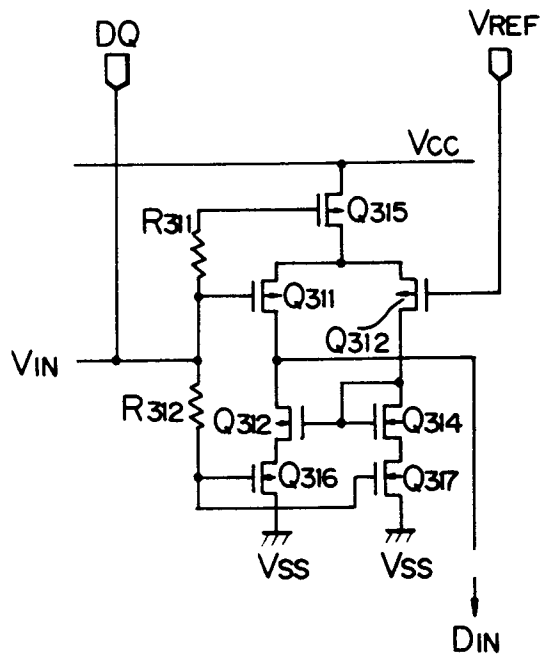 DQ
VREF
VCC
R311
Q315
Q311
Q312
VIN
R312
Q312
Q314
Q316
Q317
VSS
VSS
DIN